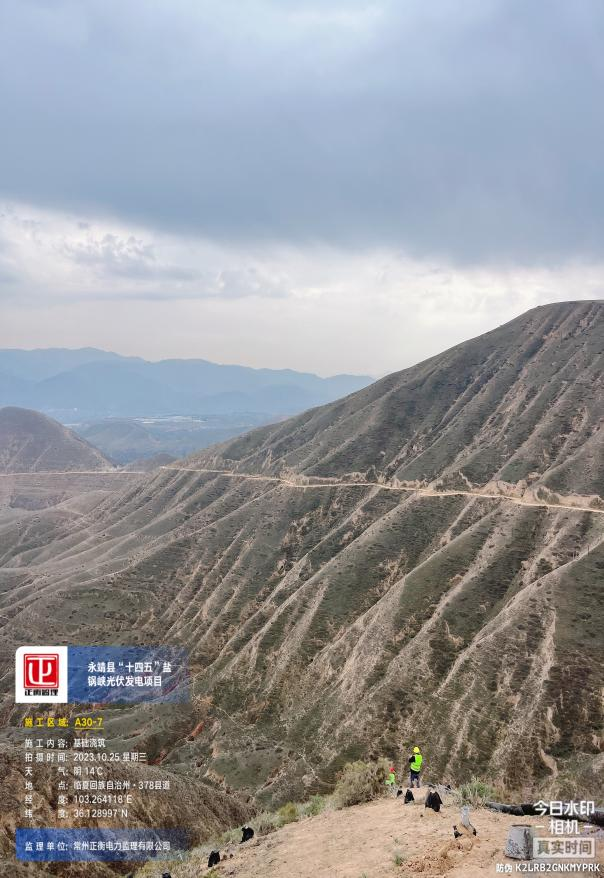 永靖县“十四五”盐
锅峡光伏发电项目
正衡管理
施工区域: A30-7
施工内容: 基础浇筑
拍摄时间: 2023.10.25 星期三
天气: 阴 14℃
地点: 临夏回族自治州·378县道
经度: 103.264118°E
纬度: 36.128997°N
监理单位: 常州正衡电力监理有限公司
今日水印
相机
真实时间
防伪 K2LRB2GNKMYPRK